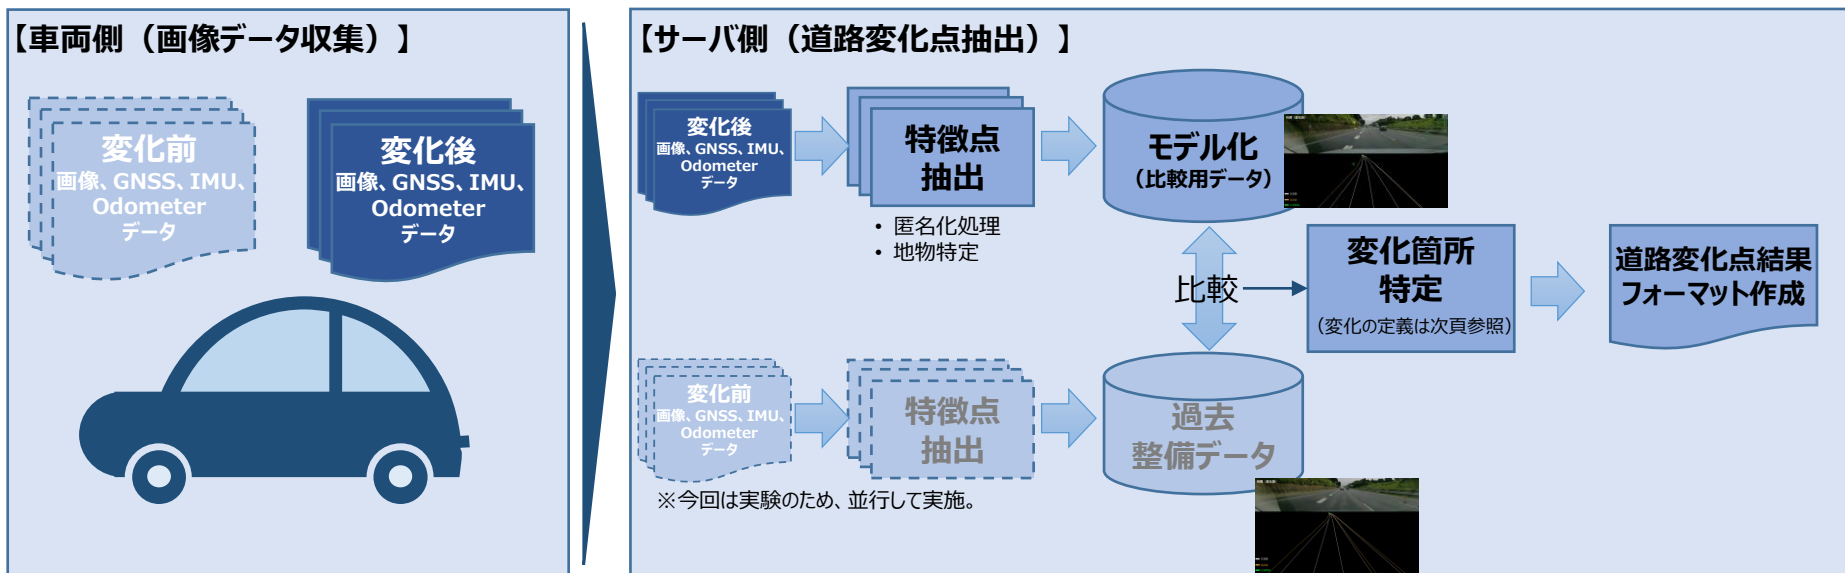 【車両側（画像データ収集）】
変化前
画像、GNSS、IMU、
Odometer
データ
変化後
画像、GNSS、IMU、
Odometer
データ
【サーバ側（道路変化点抽出）】
変化後
画像、GNSS、IMU、
Odometer
データ
特徴点
抽出
• 匿名化処理
• 地物特定
モデル化
（比較用データ）
比較
変化箇所
特定
（変化の定義は次頁参照）
道路変化点結果
フォーマット作成
変化前
画像、GNSS、IMU、
Odometer
データ
特徴点
抽出
過去
整備データ
※今回は実験のため、並行して実施。